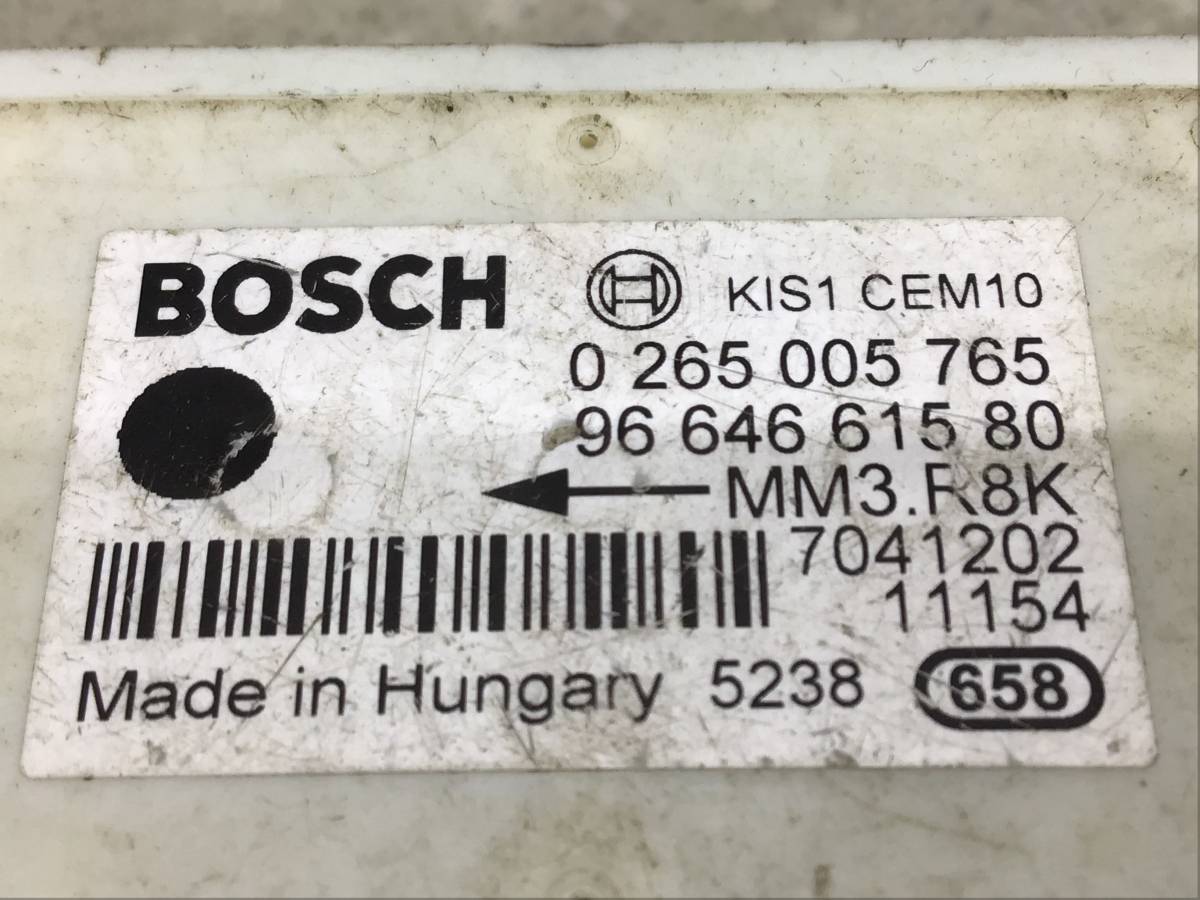 BOSCH KIS1 CEM10
0 265 005 765
96 646 615 80
MM3.R8K
7041202
11154
Made in Hungary 5238 658